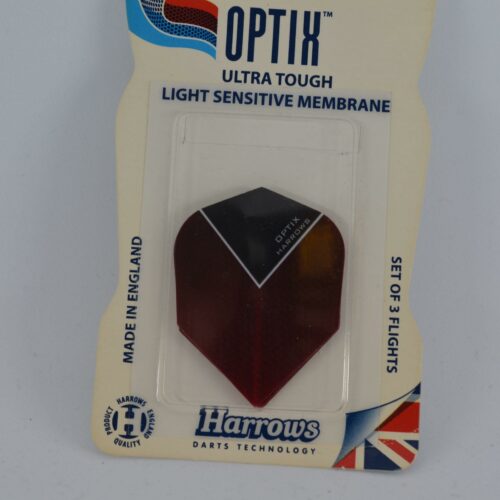 OPTIX™
ULTRA TOUGH
LIGHT SENSITIVE MEMBRANE
OPTIX
HARROWS
MADE IN ENGLAND
SET OF 3 FLIGHTS
HARROWS ENGLAND
PRODUCT QUALITY
H
Harrows
DARTS TECHNOLOGY